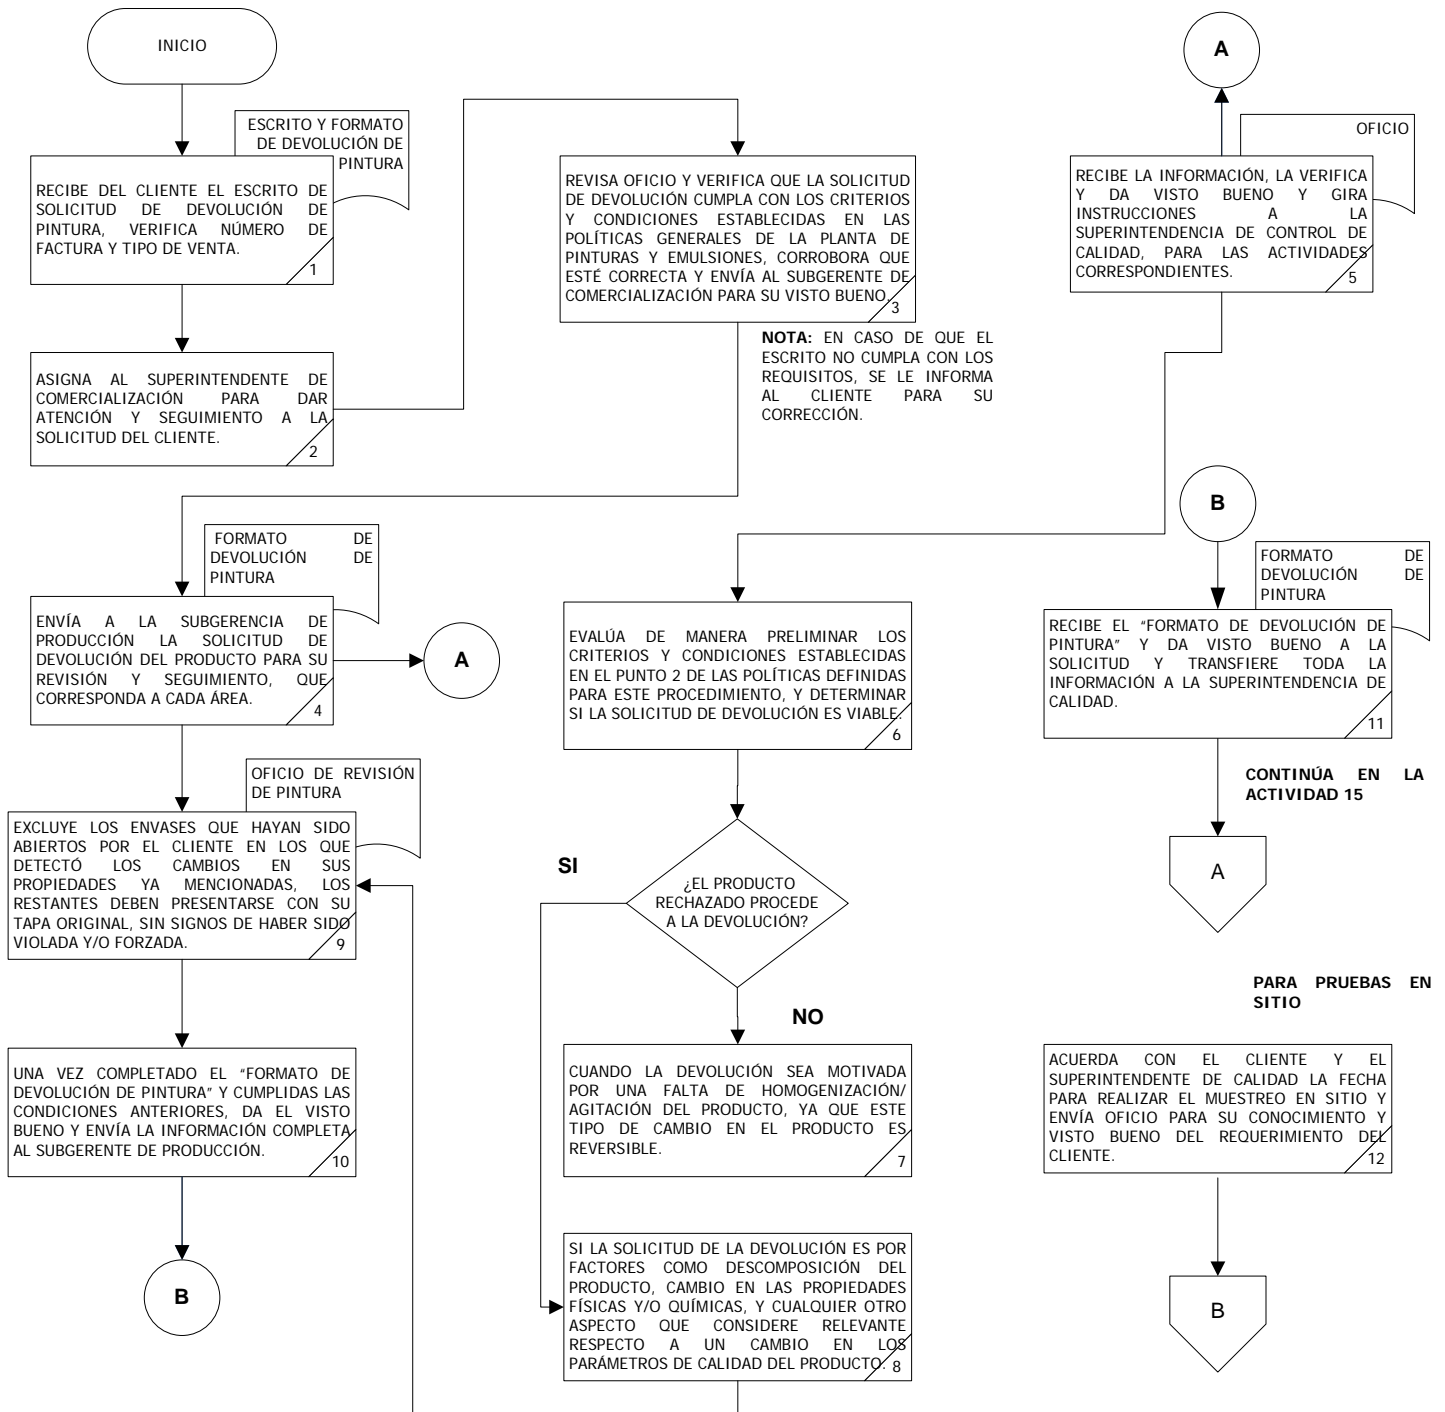 INICIO
ESCRITO Y FORMATO
DE DEVOLUCIÓN DE
PINTURA
RECIBE DEL CLIENTE EL ESCRITO DE
SOLICITUD DE DEVOLUCIÓN DE
PINTURA, VERIFICA NÚMERO DE
FACTURA Y TIPO DE VENTA.
1
ASIGNA AL SUPERINTENDENTE DE
COMERCIALIZACIÓN PARA DAR
ATENCIÓN Y SEGUIMIENTO A LA
SOLICITUD DEL CLIENTE.
2
REVISA OFICIO Y VERIFICA QUE LA SOLICITUD
DE DEVOLUCIÓN CUMPLA CON LOS CRITERIOS
Y CONDICIONES ESTABLECIDAS EN LAS
POLÍTICAS GENERALES DE LA PLANTA DE
PINTURAS Y EMULSIONES, CORROBORA QUE
ESTÉ CORRECTA Y ENVÍA AL SUBGERENTE DE
COMERCIALIZACIÓN PARA SU VISTO BUENO.
3
NOTA: EN CASO DE QUE EL
ESCRITO NO CUMPLA CON LOS
REQUISITOS, SE LE INFORMA
AL CLIENTE PARA SU
CORRECCIÓN.
FORMATO DE
DEVOLUCIÓN DE
PINTURA
ENVÍA A LA SUBGERENCIA DE
PRODUCCIÓN LA SOLICITUD DE
DEVOLUCIÓN DEL PRODUCTO PARA SU
REVISIÓN Y SEGUIMIENTO, QUE
CORRESPONDA A CADA ÁREA.
4
A
A
OFICIO
RECIBE LA INFORMACIÓN, LA VERIFICA
Y DA VISTO BUENO Y GIRA
INSTRUCCIONES A LA
SUPERINTENDENCIA DE CONTROL DE
CALIDAD, PARA LAS ACTIVIDADES
CORRESPONDIENTES.
5
EVALÚA DE MANERA PRELIMINAR LOS
CRITERIOS Y CONDICIONES ESTABLECIDAS
EN EL PUNTO 2 DE LAS POLÍTICAS DEFINIDAS
PARA ESTE PROCEDIMIENTO, Y DETERMINAR
SI LA SOLICITUD DE DEVOLUCIÓN ES VIABLE.
6
¿EL PRODUCTO
RECHAZADO PROCEDE
A LA DEVOLUCIÓN?
SI
NO
CUANDO LA DEVOLUCIÓN SEA MOTIVADA
POR UNA FALTA DE HOMOGENIZACIÓN/
AGITACIÓN DEL PRODUCTO, YA QUE ESTE
TIPO DE CAMBIO EN EL PRODUCTO ES
REVERSIBLE.
7
SI LA SOLICITUD DE LA DEVOLUCIÓN ES POR
FACTORES COMO DESCOMPOSICIÓN DEL
PRODUCTO, CAMBIO EN LAS PROPIEDADES
FÍSICAS Y/O QUÍMICAS, Y CUALQUIER OTRO
ASPECTO QUE CONSIDERE RELEVANTE
RESPECTO A UN CAMBIO EN LOS
PARÁMETROS DE CALIDAD DEL PRODUCTO.
8
OFICIO DE REVISIÓN
DE PINTURA
EXCLUYE LOS ENVASES QUE HAYAN SIDO
ABIERTOS POR EL CLIENTE EN LOS QUE
DETECTÓ LOS CAMBIOS EN SUS
PROPIEDADES YA MENCIONADAS, LOS
RESTANTES DEBEN PRESENTARSE CON SU
TAPA ORIGINAL, SIN SIGNOS DE HABER SIDO
VIOLADA Y/O FORZADA.
9
UNA VEZ COMPLETADO EL “FORMATO DE
DEVOLUCIÓN DE PINTURA” Y CUMPLIDAS LAS
CONDICIONES ANTERIORES, DA EL VISTO
BUENO Y ENVÍA LA INFORMACIÓN COMPLETA
AL SUBGERENTE DE PRODUCCIÓN.
10
B
B
FORMATO DE
DEVOLUCIÓN DE
PINTURA
RECIBE EL “FORMATO DE DEVOLUCIÓN DE
PINTURA” Y DA VISTO BUENO A LA
SOLICITUD Y TRANSFIERE TODA LA
INFORMACIÓN A LA SUPERINTENDENCIA DE
CALIDAD.
11
CONTINÚA EN LA
ACTIVIDAD 15
A
PARA PRUEBAS EN
SITIO
ACUERDA CON EL CLIENTE Y EL
SUPERINTENDENTE DE CALIDAD LA FECHA
PARA REALIZAR EL MUESTREO EN SITIO Y
ENVÍA OFICIO PARA SU CONOCIMIENTO Y
VISTO BUENO DEL REQUERIMIENTO DEL
CLIENTE.
12
B